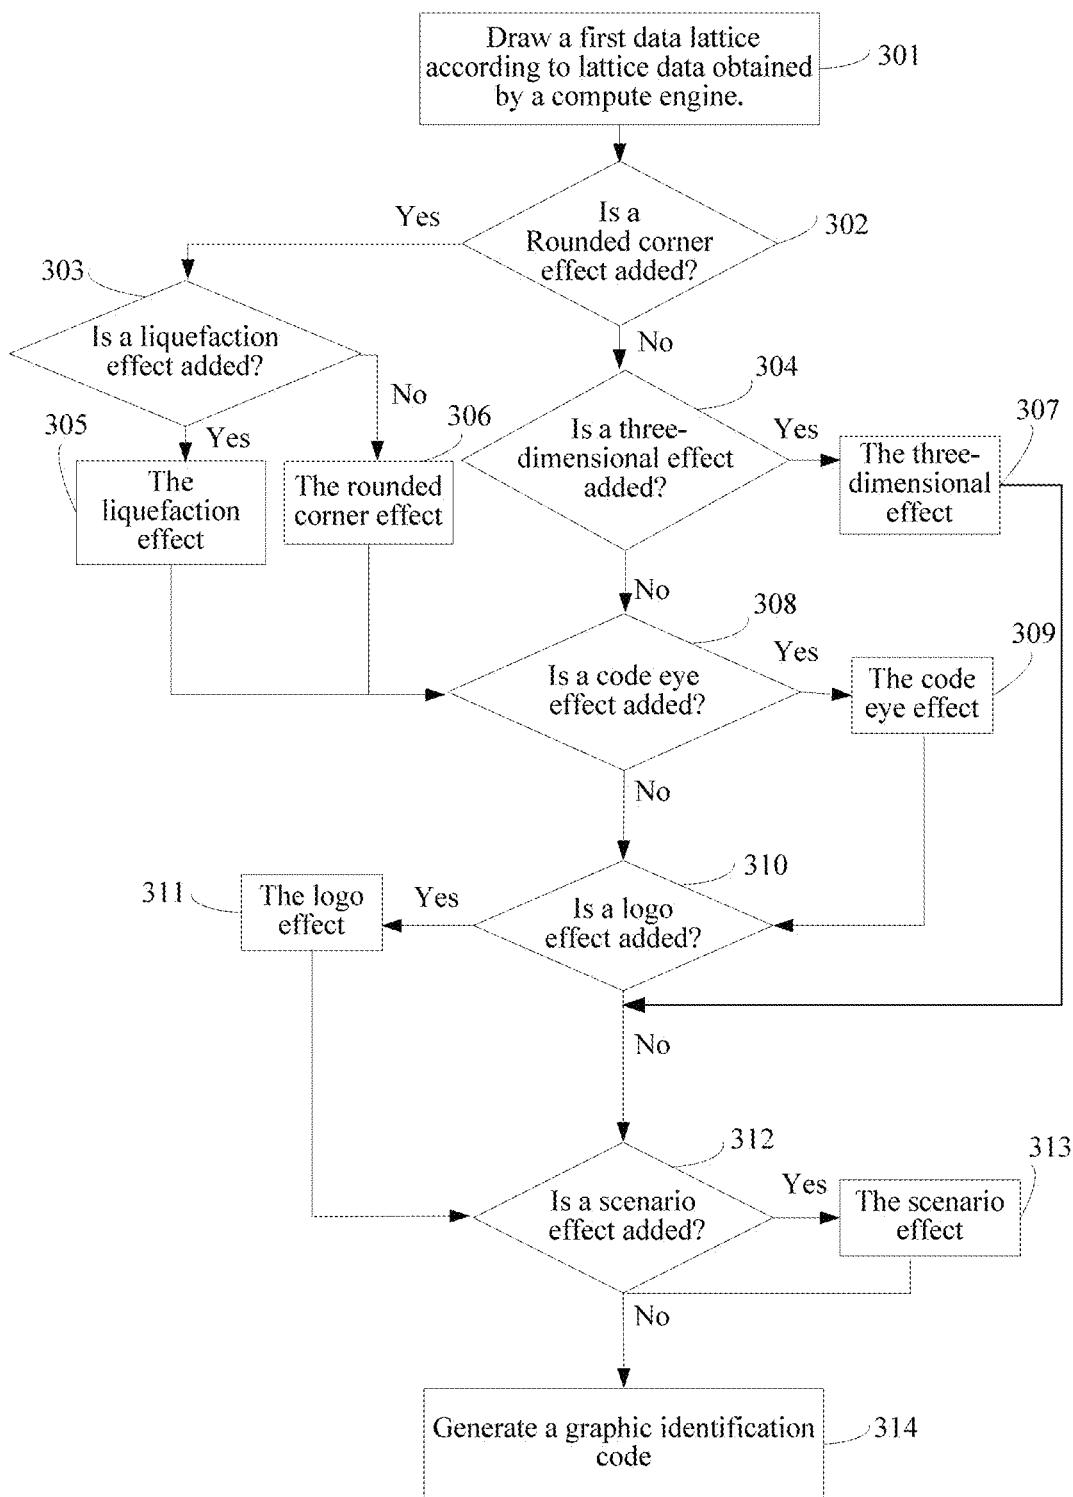 Draw a first data lattice
according to lattice data obtained
by a compute engine.
301
Is a
Rounded corner
effect added?
302
Yes
No
303
Is a liquefaction
effect added?
No
Yes
304
Is a three-
dimensional effect
added?
Yes
No
305
The
liquefaction
effect
306
The rounded
corner effect
307
The three-
dimensional
effect
308
Is a code eye
effect added?
Yes
No
309
The code
eye effect
310
Is a logo
effect added?
Yes
No
311
The logo
effect
312
Is a scenario
effect added?
Yes
No
313
The scenario
effect
Generate a graphic identification
code
314